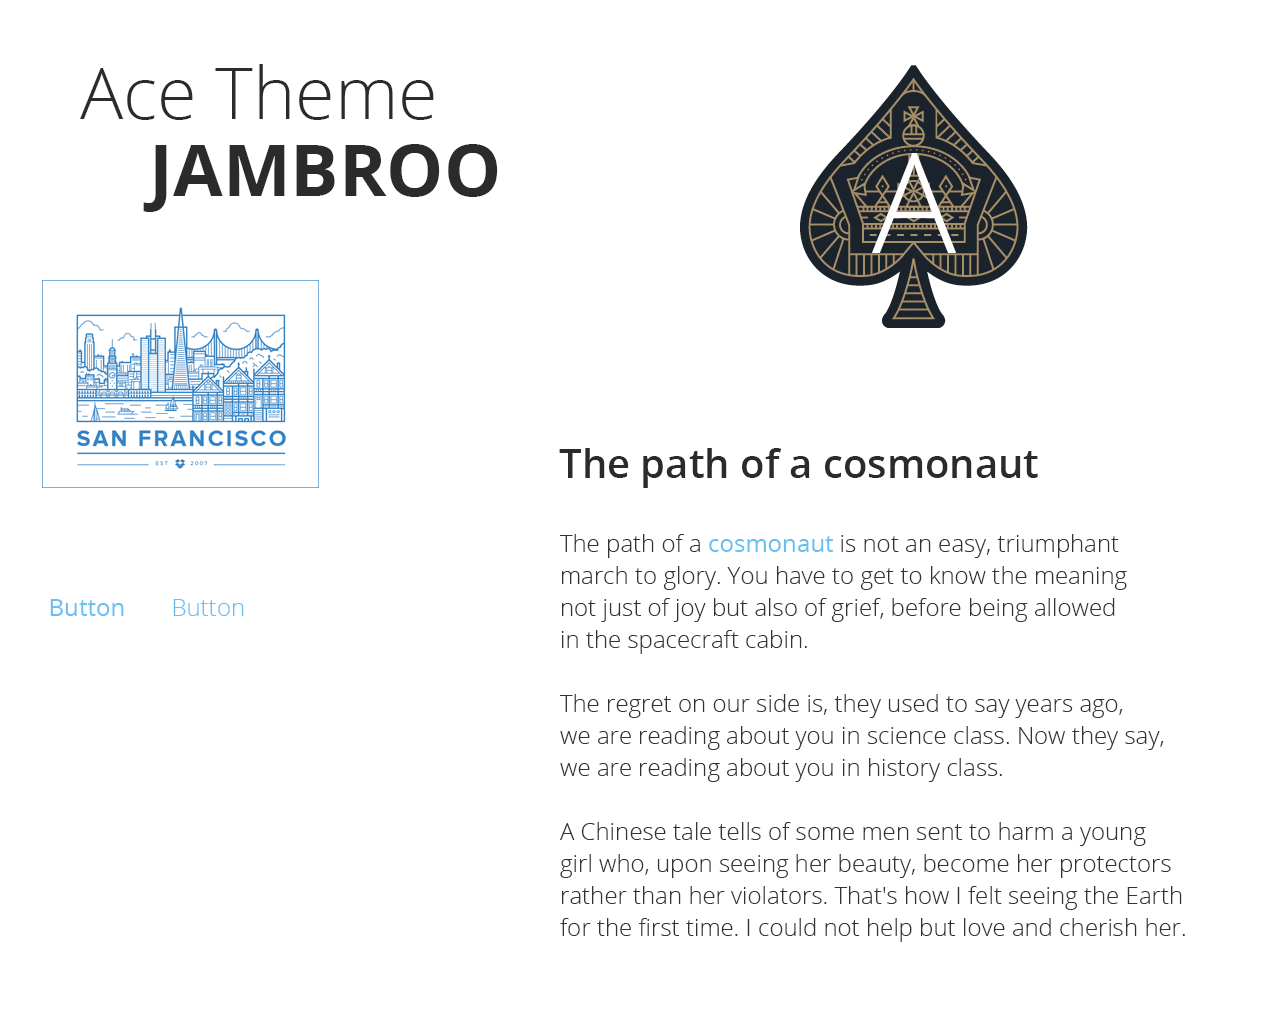 Ace Theme
JAMBROO
A
SAN FRANCISCO
EST 2007
Button Button
The path of a cosmonaut
The path of a cosmonaut is not an easy, triumphant
march to glory. You have to get to know the meaning
not just of joy but also of grief, before being allowed
in the spacecraft cabin.
The regret on our side is, they used to say years ago,
we are reading about you in science class. Now they say,
we are reading about you in history class.
A Chinese tale tells of some men sent to harm a young
girl who, upon seeing her beauty, become her protectors
rather than her violators. That's how I felt seeing the Earth
for the first time. I could not help but love and cherish her.